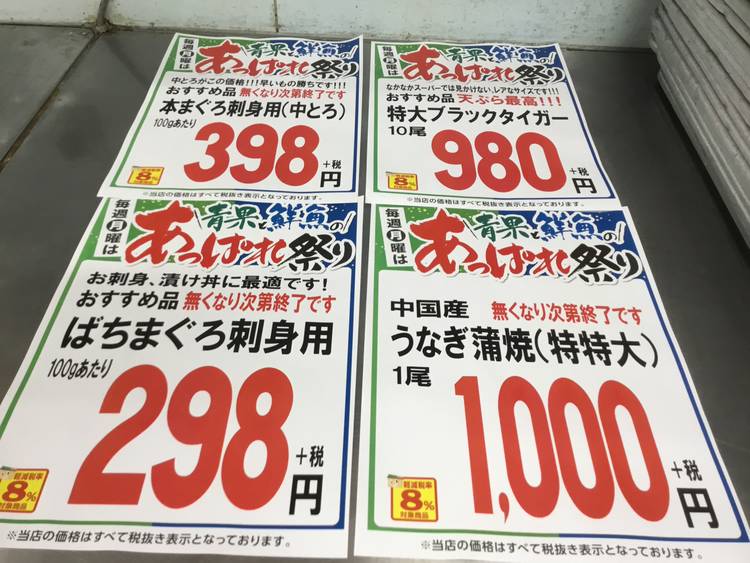 毎週月曜は
青果と鮮魚の
あっぱれ祭り
中とろがこの価格!!!早いもの勝ちです!!!
おすすめ品 無くなり次第終了です
本まぐろ刺身用(中とろ)
100gあたり
398円
+税
軽減税率
8%
対象商品
※当店の価格はすべて税抜き表示となっております。
毎週月曜は
青果と鮮魚の
あっぱれ祭り
なかなかスーパーでは見かけない、レアなサイズです!!!
おすすめ品 天ぷら最高!!!
特大ブラックタイガー
10尾
980円
+税
軽減税率
8%
対象商品
※当店の価格はすべて税抜き表示となっております。
毎週月曜は
青果と鮮魚の
あっぱれ祭り
お刺身、漬け丼に最適です!
おすすめ品 無くなり次第終了です
ばちまぐろ刺身用
100gあたり
298円
+税
軽減税率
8%
対象商品
※当店の価格はすべて税抜き表示となっております。
毎週月曜は
青果と鮮魚の
あっぱれ祭り
中国産 無くなり次第終了です
うなぎ蒲焼(特特大)
1尾
1,000円
+税
軽減税率
8%
対象商品
※当店の価格はすべて税抜き表示となっております。